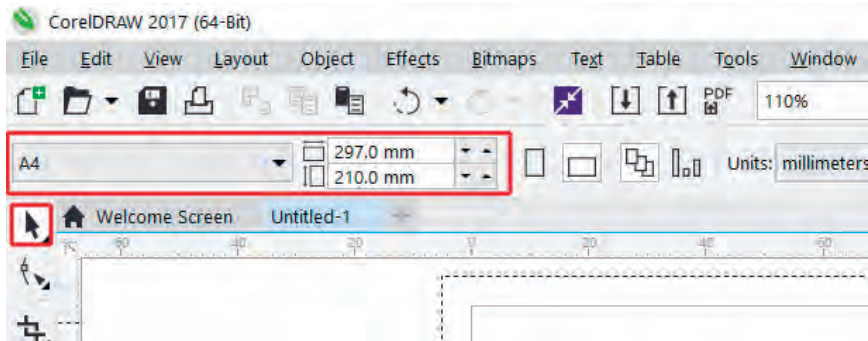 CorelDRAW 2017 (64-Bit)
File Edit View Layout Object Effects Bitmaps Text Table Tools Window
PDF 110%
A4 297,0 mm
210.0 mm
Units: millimeters
Welcome Screen Untitled-1
60 40 20 0 20 40 60